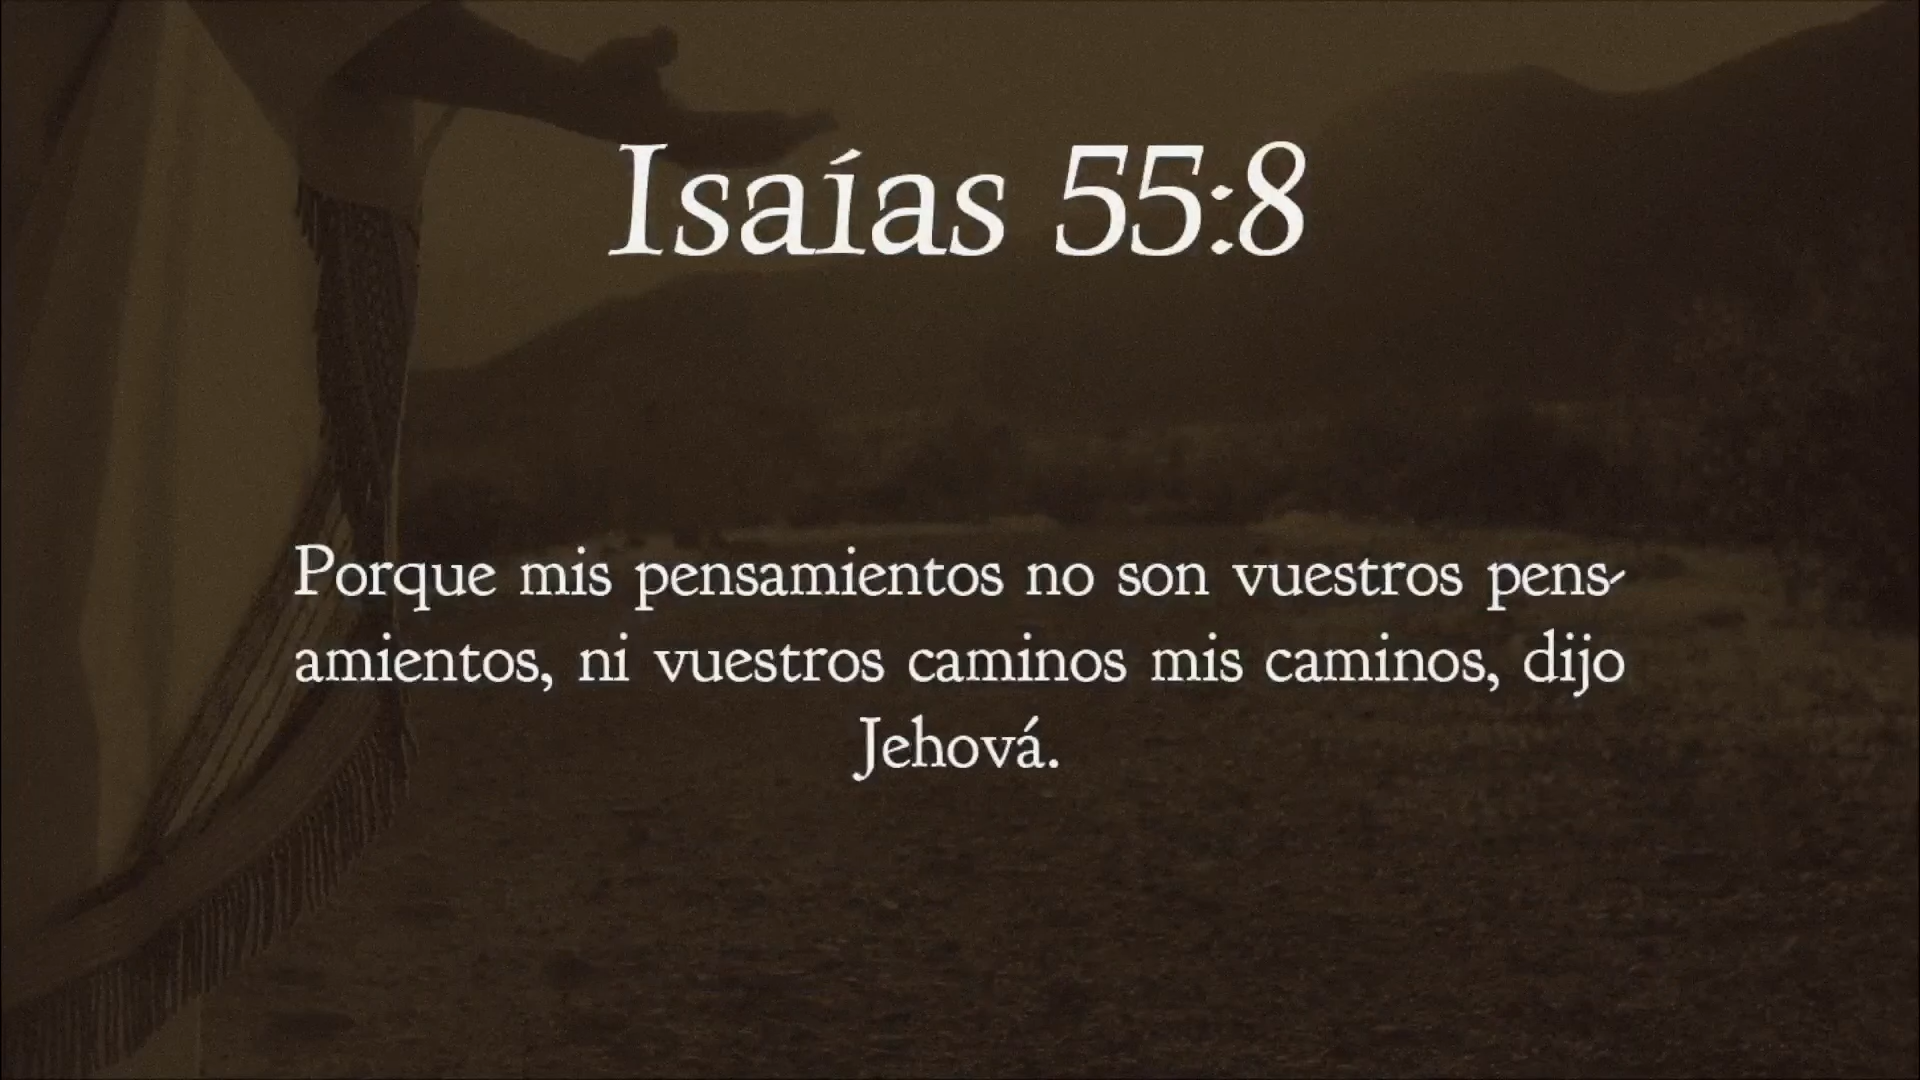 Isaías 55:8
Porque mis pensamientos no son vuestros pens-
amientos, ni vuestros caminos mis caminos, dijo
Jehová.